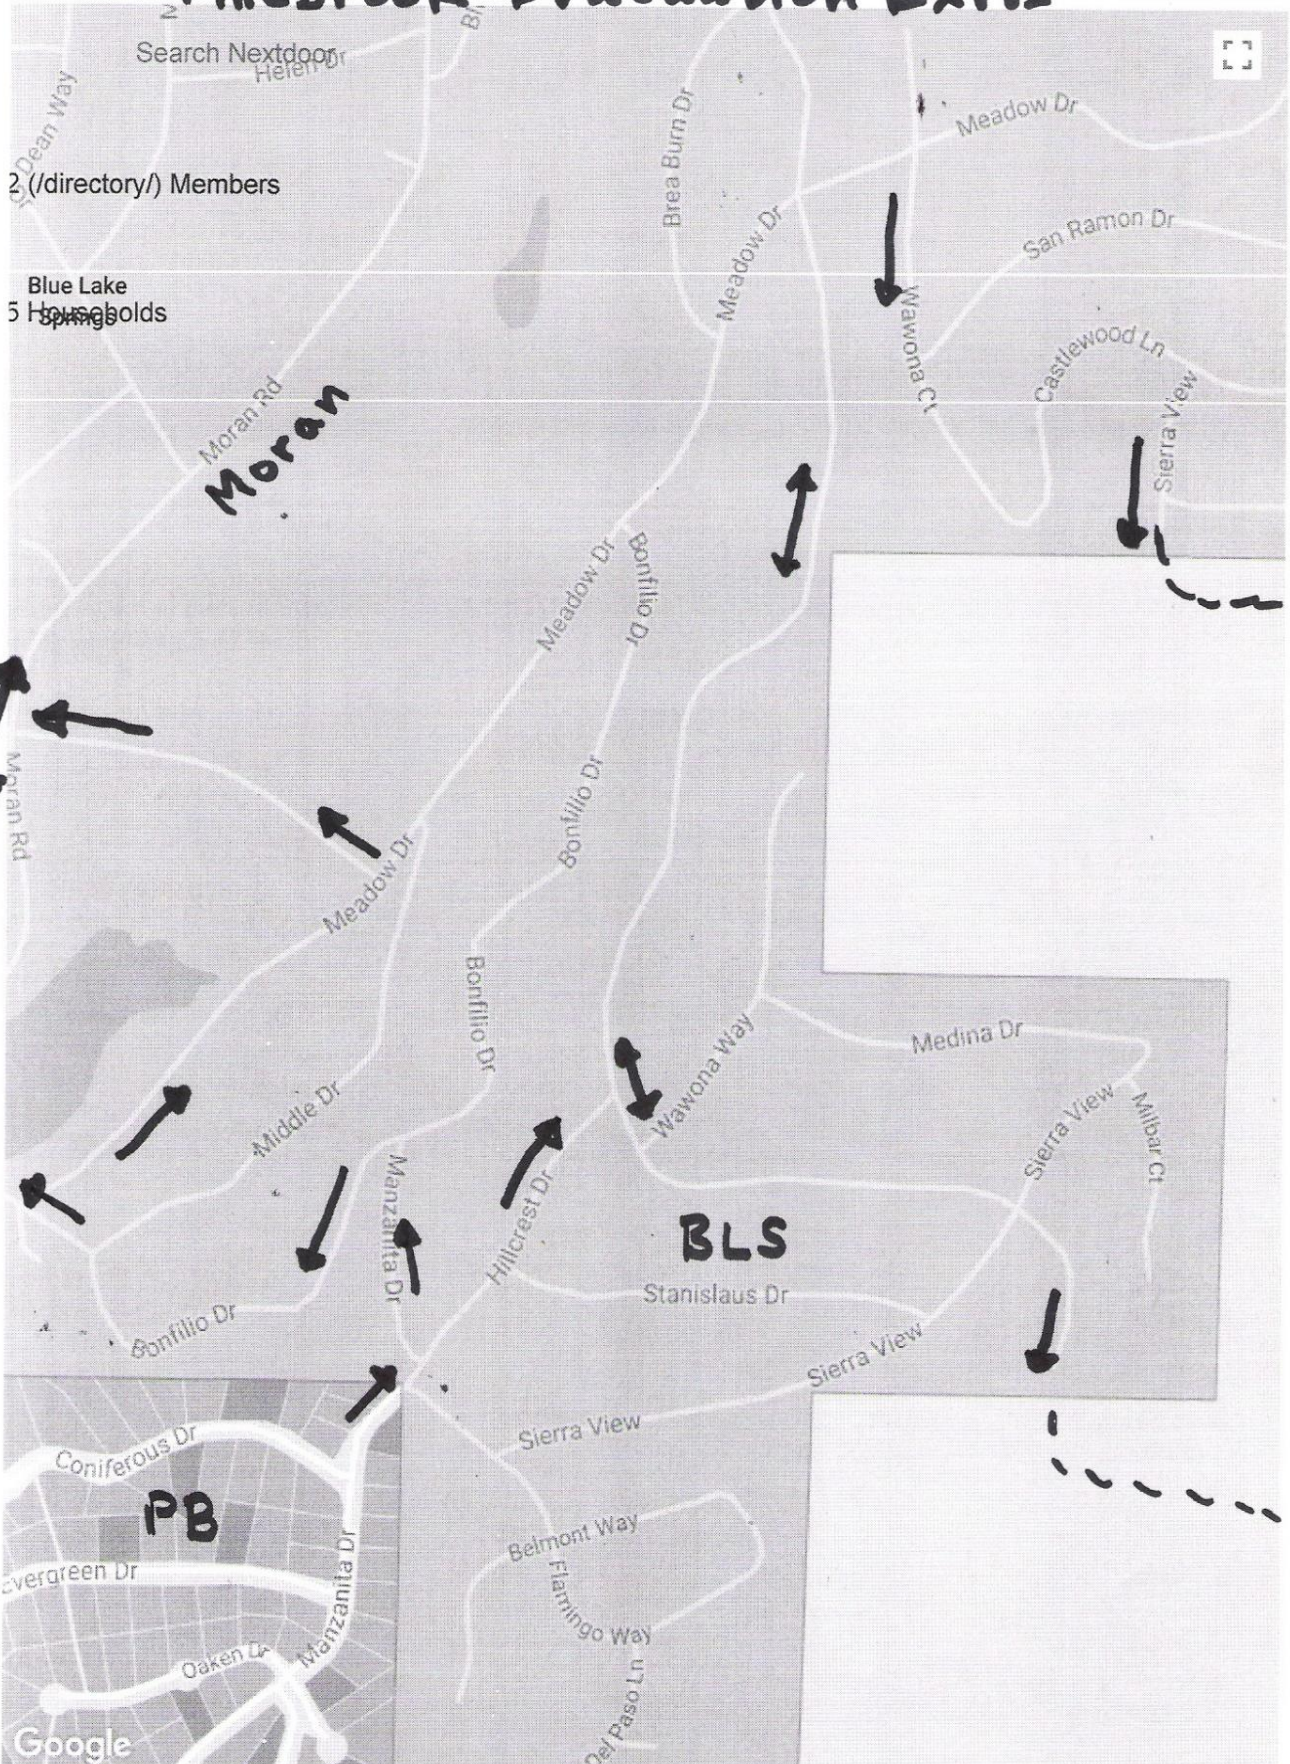 Evacuation Exits
Search Nextdoor
Helen Dr
Dean Way
Meadow Dr
Brea Burn Dr
2 (/directory/) Members
San Ramon Dr
Meadow Dr
Blue Lake
Springs
5 Households
Wawona Ct
Castlewood Ln
Sierra View
Moran Rd
Moran
Meadow Dr
Bonfilio Dr
Moran Rd
Bonfilio Dr
Meadow Dr
Bonfilio Dr
Wawona Way
Medina Dr
Middle Dr
Sierra View
Milbar Ct
Manzanita Dr
Hillcrest Dr
BLS
Stanislaus Dr
Bonfilio Dr
Sierra View
Sierra View
Coniferous Dr
PB
Belmont Way
Evergreen Dr
Manzanita Dr
Flamingo Way
Oaken Dr
Del Paso Ln
Google